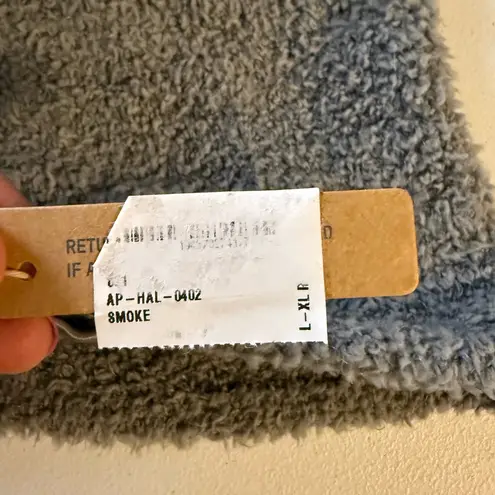 RETU
IF A
AP-HAL-0402
SMOKE
L-XL R